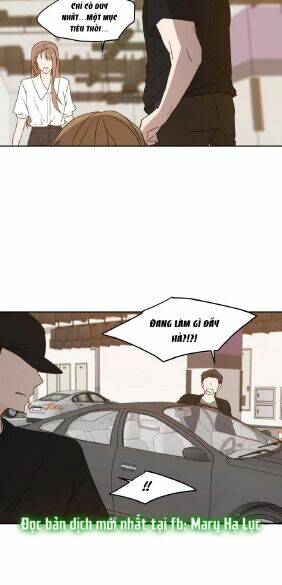 Chỉ có duy
nhất...một mục
tiêu thôi...
Đang làm gì đấy
hả?!?!
!!
Đọc bản dịch mới nhất tại fb: Mary Hạ Lục